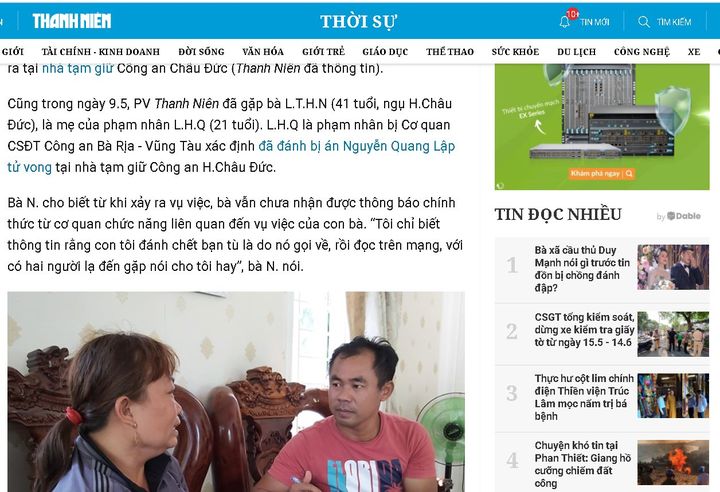 THANH NIÊN
THỜI SỰ
10+
TIN MỚI
TÌM KIẾM
GIỚI TÀI CHÍNH - KINH DOANH ĐỜI SỐNG VĂN HÓA GIỚI TRẺ GIÁO DỤC THỂ THAO SỨC KHỎE DU LỊCH CÔNG NGHỆ XE
ra tại nhà tạm giữ Công an Châu Đức (Thanh Niên đã thông tin).
Cũng trong ngày 9.5, PV Thanh Niên đã gặp bà L.T.H.N (41 tuổi, ngụ H.Châu
Đức), là mẹ của phạm nhân L.H.Q (21 tuổi). L.H.Q là phạm nhân bị Cơ quan
CSĐT Công an Bà Rịa - Vũng Tàu xác định đã đánh bị án Nguyễn Quang Lập
tử vong tại nhà tạm giữ Công an H.Châu Đức.
Bà N. cho biết từ khi xảy ra vụ việc, bà vẫn chưa nhận được thông báo chính
thức từ cơ quan chức năng liên quan đến vụ việc của con bà. “Tôi chỉ biết
thông tin rằng con tôi đánh chết bạn tù là do nó gọi về, rồi đọc trên mạng, với
có hai người lạ đến gặp nói cho tôi hay”, bà N. nói.
FLORIDA
Thiết bị chuyển mạch
EX Series
Khám phá ngay
TIN ĐỌC NHIỀU
by Dable
1
Bà xã cầu thủ Duy
Mạnh nói gì trước tin
đồn bị chồng đánh
đập?
2
CSGT tổng kiểm soát,
dừng xe kiểm tra giấy
tờ từ ngày 15.5 - 14.6
3
Thực hư cột lim chính
điện Thiền viện Trúc
Lâm mọc nấm trị bá
bệnh
4
Chuyện khó tin tại
Phan Thiết: Giang hồ
cưỡng chiếm đất
công